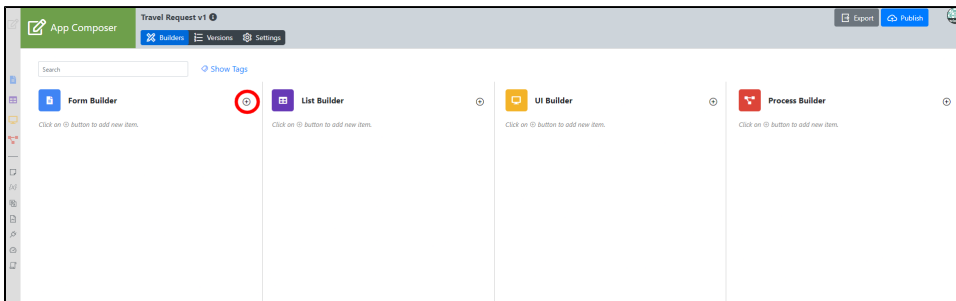 Travel Request v1
App Composer
Builders Versions Settings
Export Publish
Search
Show Tags
Form Builder
Click on ⊕ button to add new item.
List Builder
Click on ⊕ button to add new item.
UI Builder
Click on ⊕ button to add new item.
Process Builder
Click on ⊕ button to add new item.